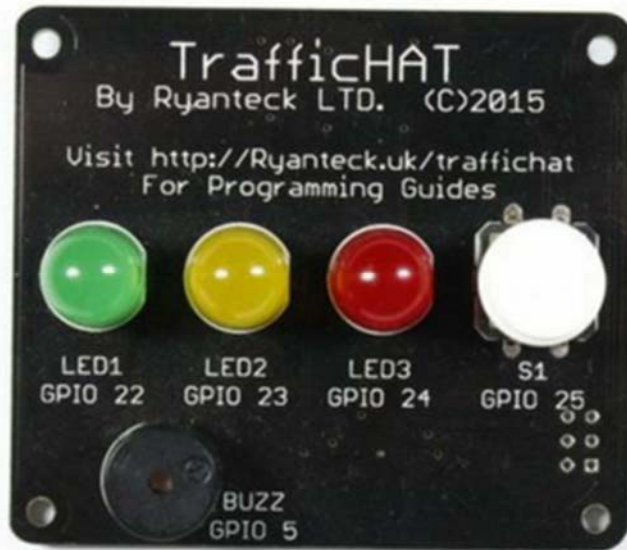 TrafficHAT
By Ryanteck LTD. (C)2015
Visit http://Ryanteck.uk/traffichat
For Programming Guides
LED1 LED2 LED3 S1
GPIO 22 GPIO 23 GPIO 24 GPIO 25
BUZZ
GPIO 5